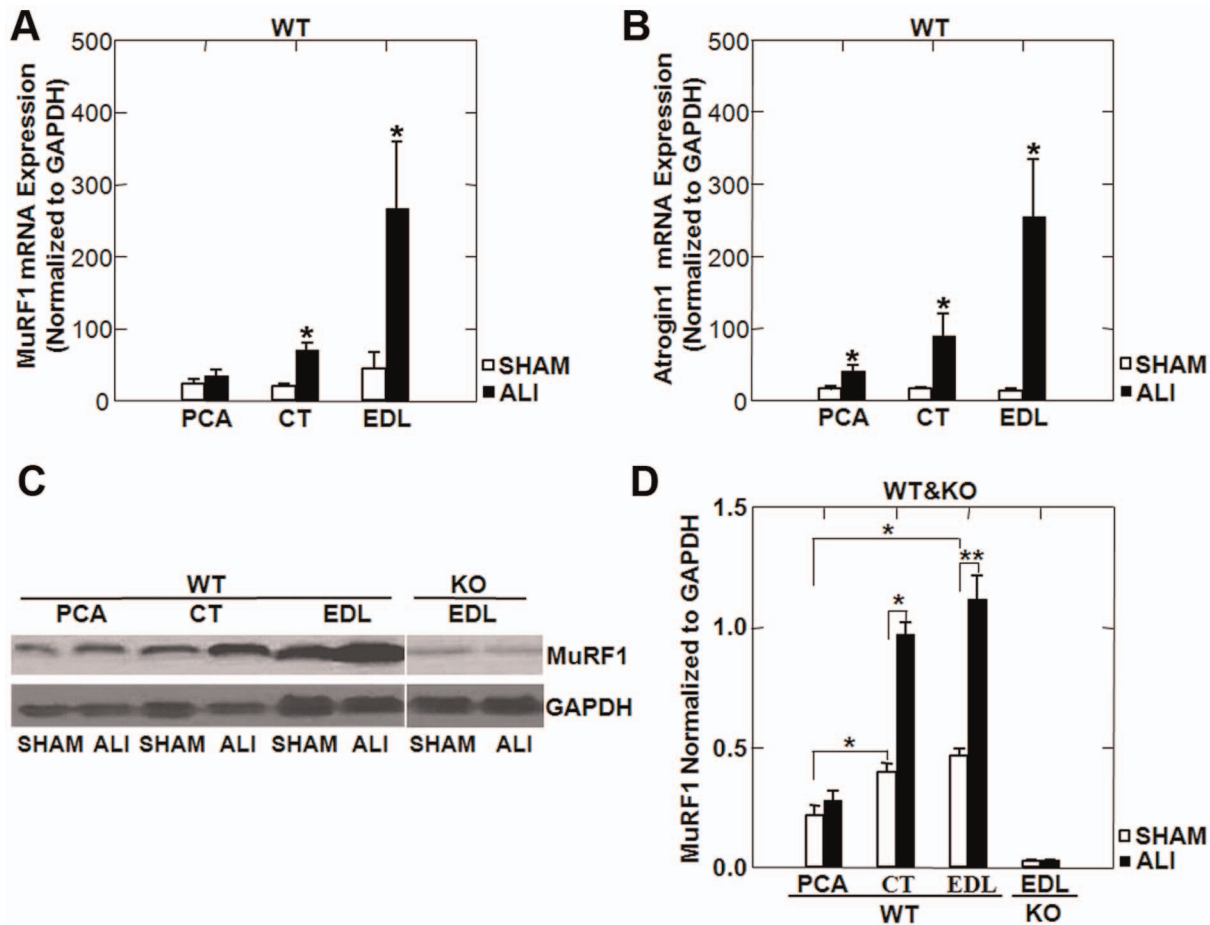 A
WT
MuRF1 mRNA Expression
(Normalized to GAPDH)
500
400
300
200
100
0
*
*
PCA CT EDL
SHAM
ALI
B
WT
Atrogin1 mRNA Expression
(Normalized to GAPDH)
500
400
300
200
100
0
*
*
*
PCA CT EDL
SHAM
ALI
C
WT KO
PCA CT EDL EDL
MuRF1
GAPDH
SHAM ALI SHAM ALI SHAM ALI SHAM ALI
D
WT&KO
MuRF1 Normalized to GAPDH
1.5
1.0
0.5
0.0
*
**
*
*
PCA CT EDL EDL
WT KO
SHAM
ALI